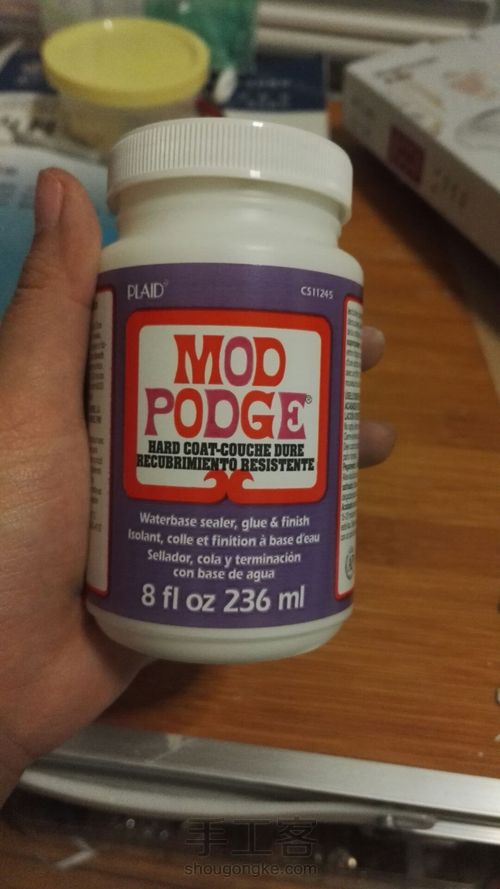 PLAID®
CS11245
MOD
PODGE®
HARD COAT-COUCHE DURE
RECUBRIMIENTO RESISTENTE
Waterbase sealer, glue & finish
Isolant, colle et finition à base d'eau
Sellador, cola y terminación
con base de agua
8 fl oz 236 ml
手工客
shougongke.com